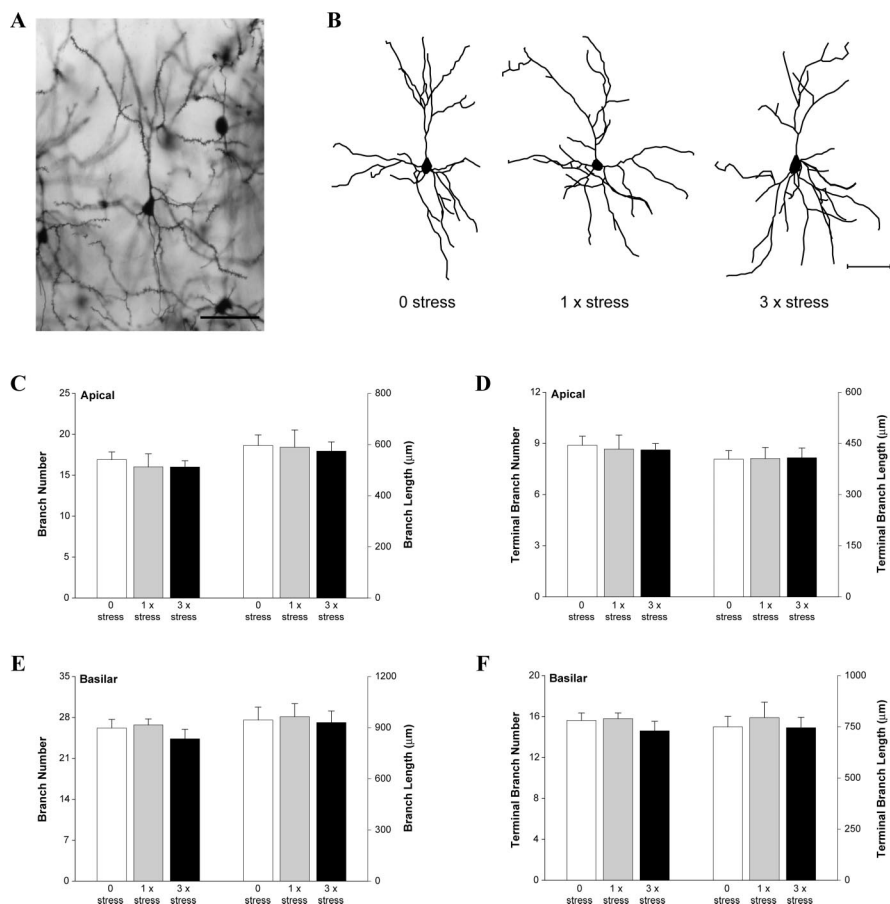 A
B
0 stress
1 x stress
3 x stress
C
Apical
Branch Number
25
20
15
10
5
0
Branch Length (µm)
800
600
400
200
0
0 stress
1 x stress
3 x stress
0 stress
1 x stress
3 x stress
D
Apical
Terminal Branch Number
12
9
6
3
0
Terminal Branch Length (µm)
600
450
300
150
0
0 stress
1 x stress
3 x stress
0 stress
1 x stress
3 x stress
E
Basilar
Branch Number
35
28
21
14
7
0
Branch Length (µm)
1200
900
600
300
0
0 stress
1 x stress
3 x stress
0 stress
1 x stress
3 x stress
F
Basilar
Terminal Branch Number
20
16
12
8
4
0
Terminal Branch Length (µm)
1000
750
500
250
0
0 stress
1 x stress
3 x stress
0 stress
1 x stress
3 x stress